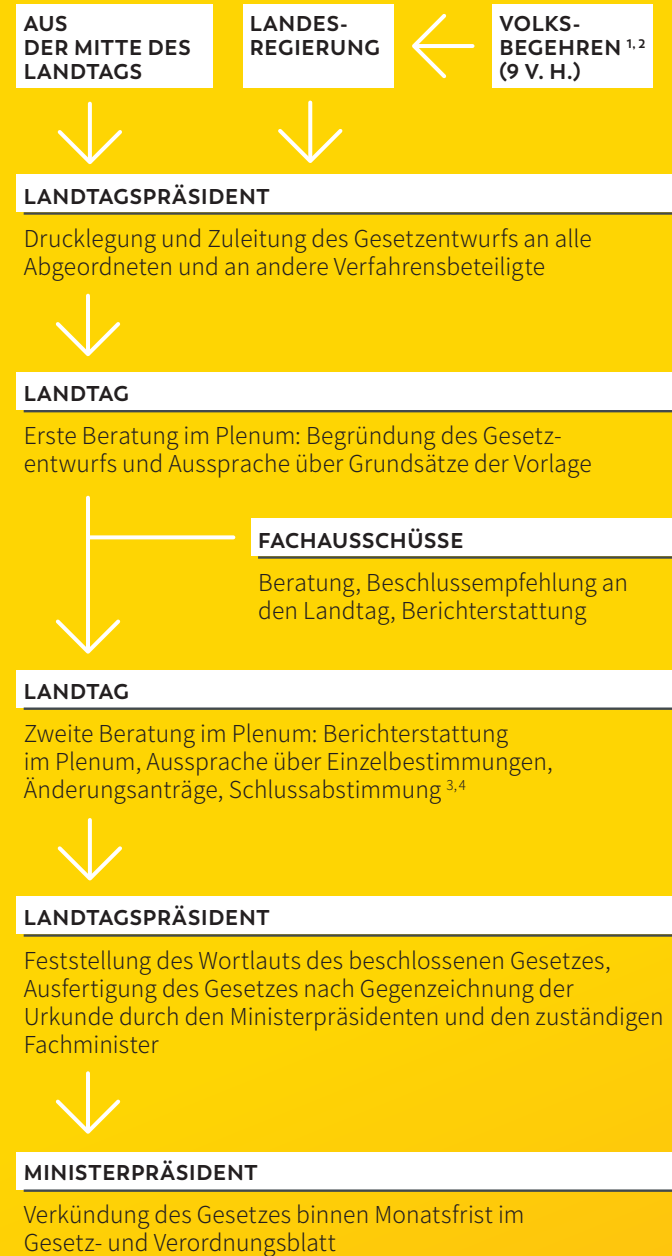 AUS
DER MITTE DES
LANDTAGS
LANDES-
REGIERUNG
VOLKS-
BEGEHREN 1, 2
(9 V. H.)
LANDTAGSPRÄSIDENT
Drucklegung und Zuleitung des Gesetzentwurfs an alle
Abgeordneten und an andere Verfahrensbeteiligte
LANDTAG
Erste Beratung im Plenum: Begründung des Gesetz-
entwurfs und Aussprache über Grundsätze der Vorlage
FACHAUSSCHÜSSE
Beratung, Beschlussempfehlung an
den Landtag, Berichterstattung
LANDTAG
Zweite Beratung im Plenum: Berichterstattung
im Plenum, Aussprache über Einzelbestimmungen,
Änderungsanträge, Schlussabstimmung 3, 4
LANDTAGSPRÄSIDENT
Feststellung des Wortlauts des beschlossenen Gesetzes,
Ausfertigung des Gesetzes nach Gegenzeichnung der
Urkunde durch den Ministerpräsidenten und den zuständigen
Fachminister
MINISTERPRÄSIDENT
Verkündung des Gesetzes binnen Monatsfrist im
Gesetz- und Verordnungsblatt